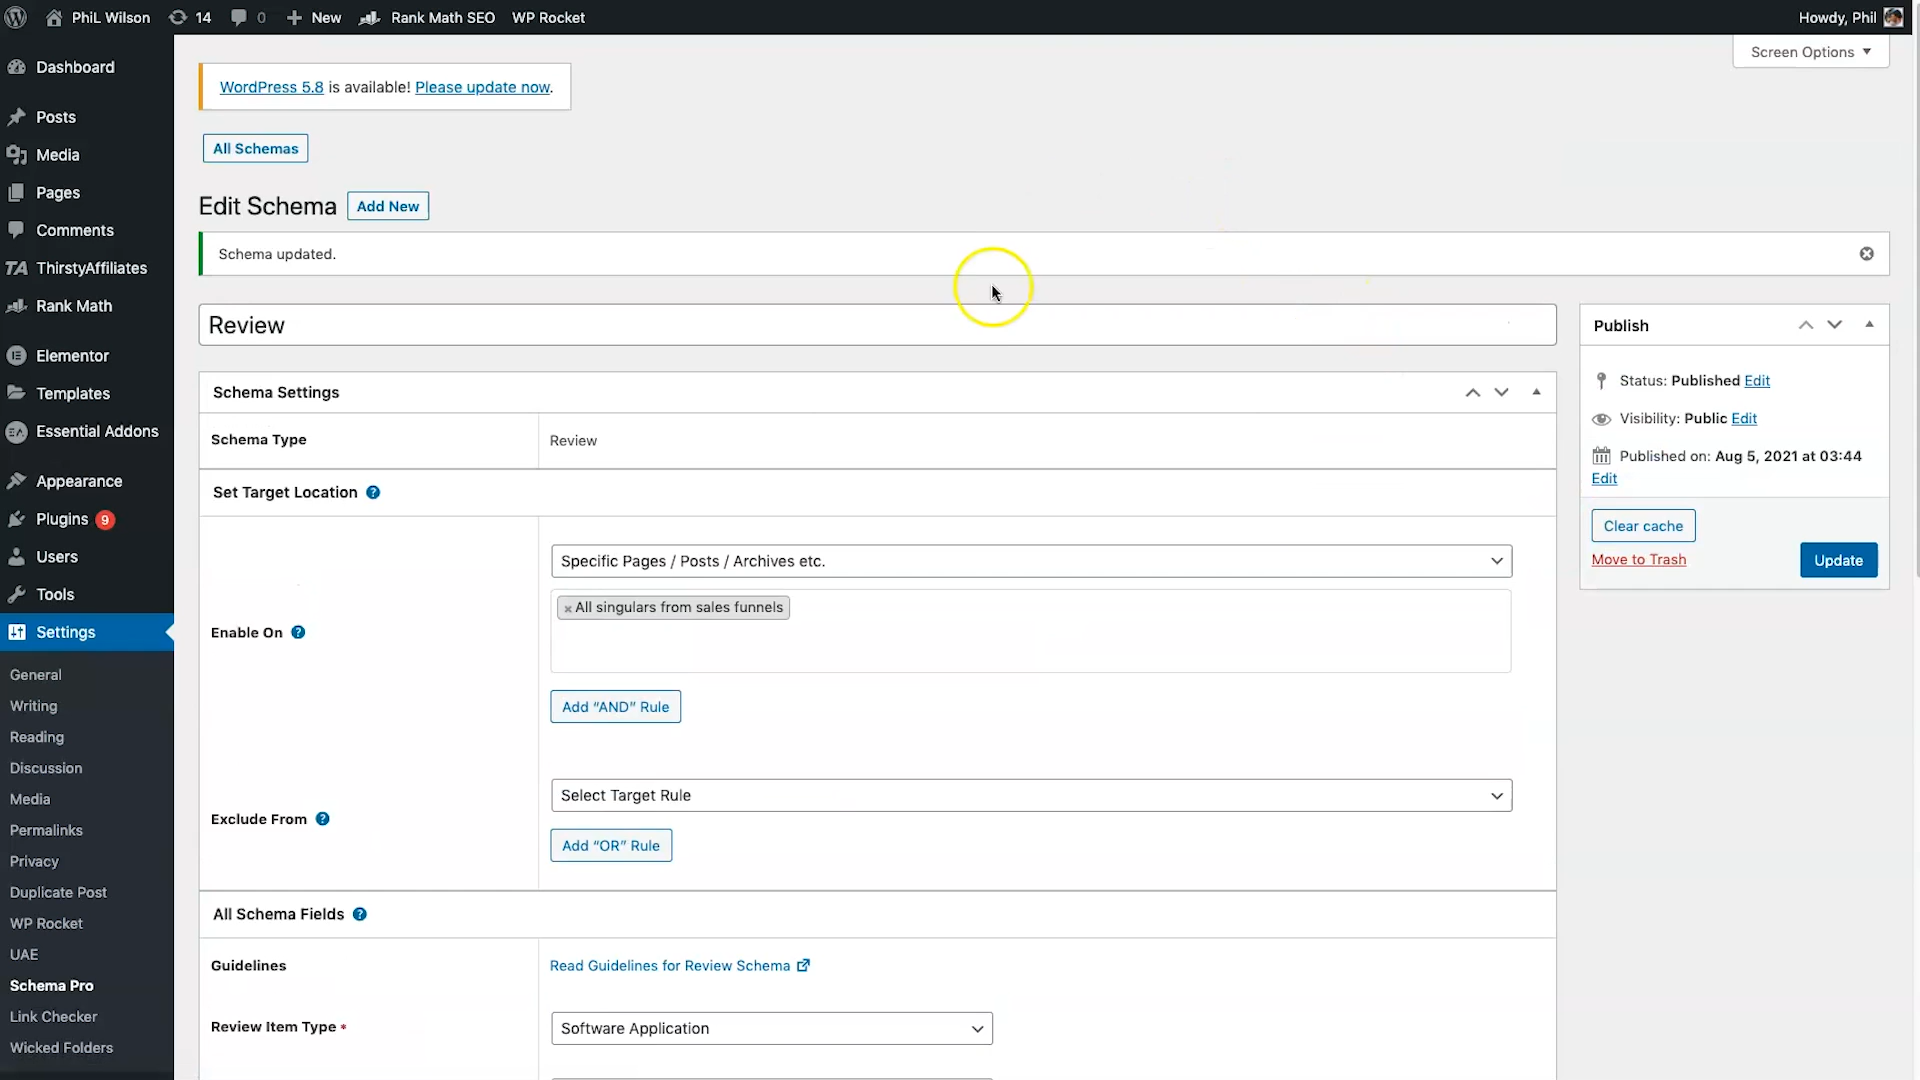 PhiL Wilson 14 0 New Rank Math SEO WP Rocket Howdy, Phil
Screen Options
Dashboard
Posts
Media
Pages
Comments
TA ThirstyAffiliates
Rank Math
Elementor
Templates
EA Essential Addons
Appearance
Plugins 9
Users
Tools
Settings
General
Writing
Reading
Discussion
Media
Permalinks
Privacy
Duplicate Post
WP Rocket
UAE
Schema Pro
Link Checker
Wicked Folders
WordPress 5.8 is available! Please update now.
All Schemas
Edit Schema Add New
Schema updated.
Review
Schema Settings
Schema Type Review
Set Target Location ?
Enable On ? Specific Pages / Posts / Archives etc.
× All singulars from sales funnels
Add “AND” Rule
Exclude From ? Select Target Rule
Add “OR” Rule
All Schema Fields ?
Guidelines Read Guidelines for Review Schema
Review Item Type * Software Application
Publish
Status: Published Edit
Visibility: Public Edit
Published on: Aug 5, 2021 at 03:44
Edit
Clear cache
Move to Trash Update